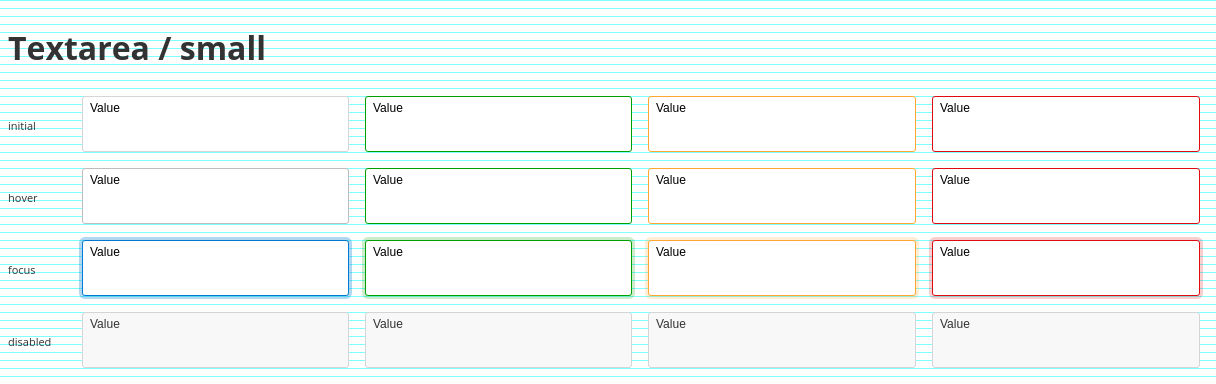 Textarea / small
initial Value Value Value Value
hover Value Value Value Value
focus Value Value Value Value
disabled Value Value Value Value